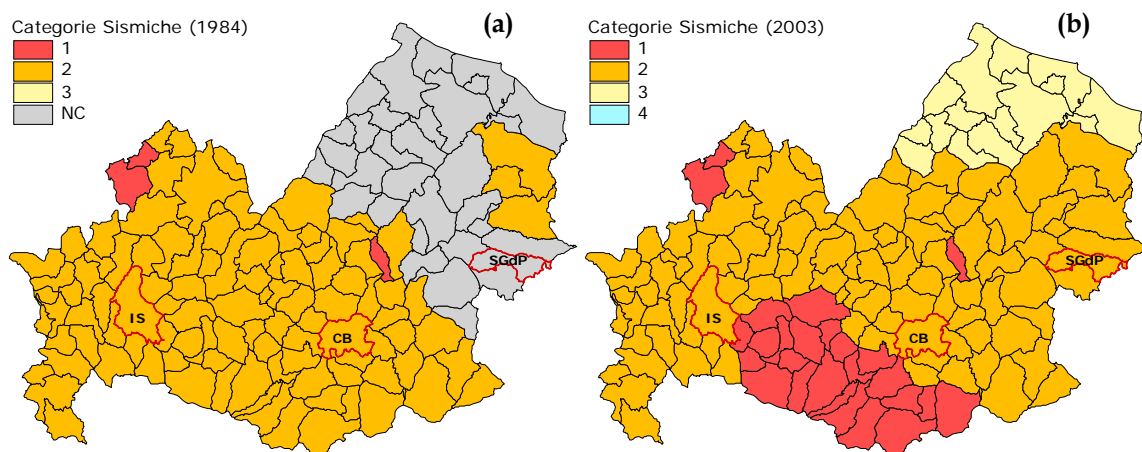 Categorie Sismiche (1984)
(a)
1
2
3
NC
SGdP
IS
CB
Categorie Sismiche (2003)
(b)
1
2
3
4
SGdP
IS
CB